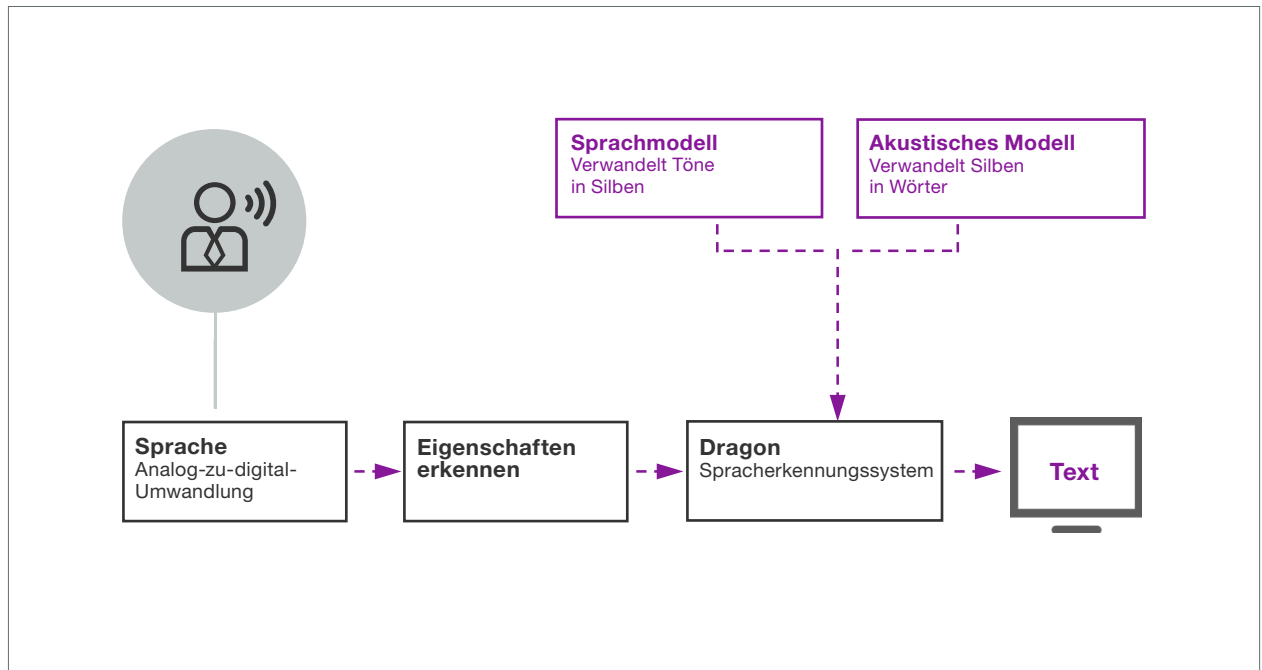 Sprachmodell
Verwandelt Töne
in Silben
Akustisches Modell
Verwandelt Silben
in Wörter
Sprache
Analog-zu-digital-
Umwandlung
Eigenschaften
erkennen
Dragon
Spracherkennungssystem
Text